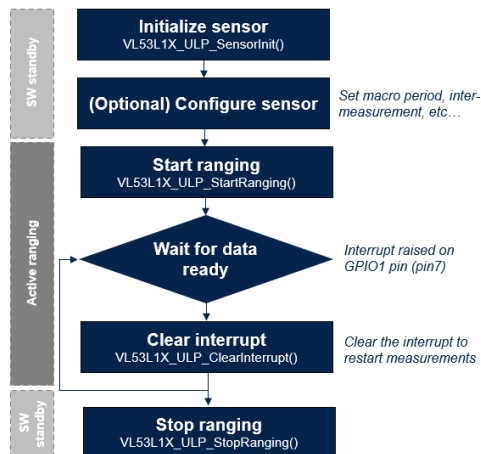 SW standby
Initialize sensor
VL53L1X_ULP_SensorInit()
(Optional) Configure sensor
Set macro period, inter-
measurement, etc…
Active ranging
Start ranging
VL53L1X_ULP_StartRanging()
Wait for data
ready
Interrupt raised on
GPIO1 pin (pin7)
Clear interrupt
VL53L1X_ULP_ClearInterrupt()
Clear the interrupt to
restart measurements
SW
standby
Stop ranging
VL53L1X_ULP_StopRanging()